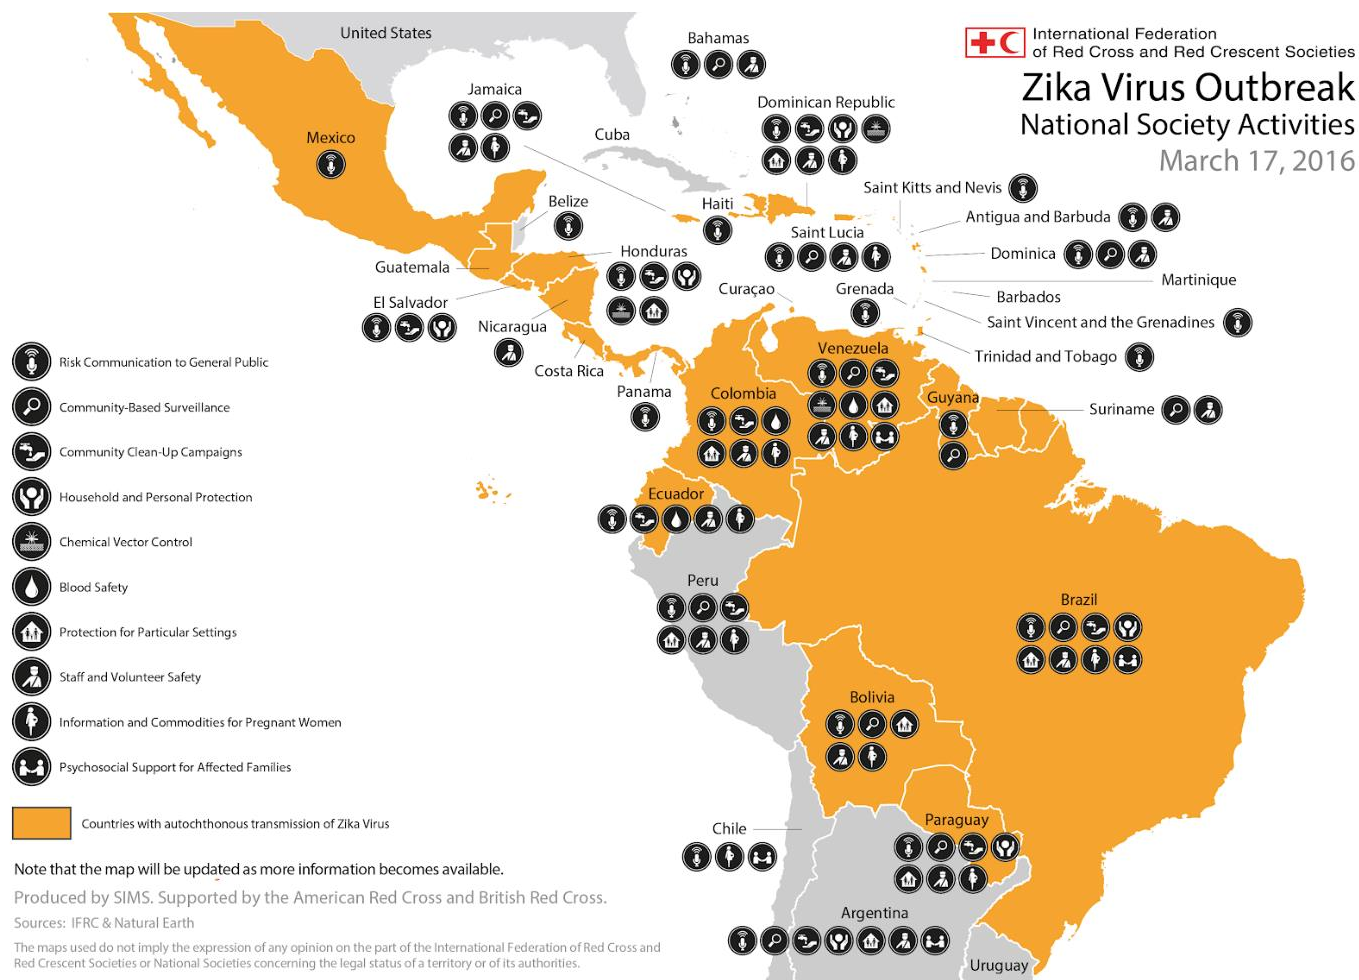 International Federation
of Red Cross and Red Crescent Societies
Zika Virus Outbreak
National Society Activities
March 17, 2016
United States
Bahamas
Jamaica
Dominican Republic
Mexico
Cuba
Saint Kitts and Nevis
Belize
Haiti
Antigua and Barbuda
Saint Lucia
Honduras
Dominica
Guatemala
Martinique
Curaçao
Grenada
Barbados
El Salvador
Saint Vincent and the Grenadines
Nicaragua
Venezuela
Trinidad and Tobago
Costa Rica
Panama
Colombia
Guyana
Suriname
Ecuador
Peru
Brazil
Bolivia
Chile
Paraguay
Argentina
Uruguay
Risk Communication to General Public
Community-Based Surveillance
Community Clean-Up Campaigns
Household and Personal Protection
Chemical Vector Control
Blood Safety
Protection for Particular Settings
Staff and Volunteer Safety
Information and Commodities for Pregnant Women
Psychosocial Support for Affected Families
Countries with autochthonous transmission of Zika Virus
Note that the map will be updated as more information becomes available.
Produced by SIMS. Supported by the American Red Cross and British Red Cross.
Sources: IFRC & Natural Earth
The maps used do not imply the expression of any opinion on the part of the International Federation of Red Cross and
Red Crescent Societies or National Societies concerning the legal status of a territory or of its authorities.